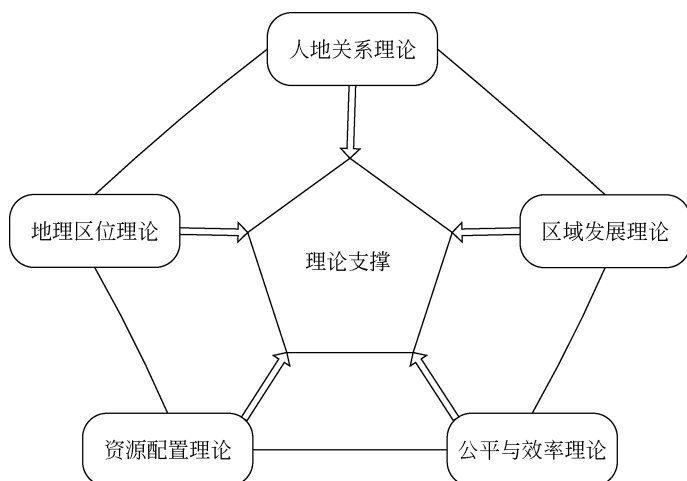 人地关系理论
地理区位理论
区域发展理论
理论支撑
资源配置理论
公平与效率理论